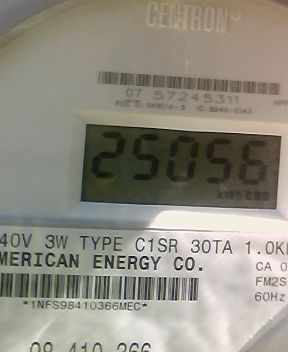 CENTRON®
07 57245311
25056
40V 3W TYPE C1SR 30TA 1.0K
MERICAN ENERGY CO.
CA 0
FM2S
60Hz
*1NFS98410366MEC*
98 410 366